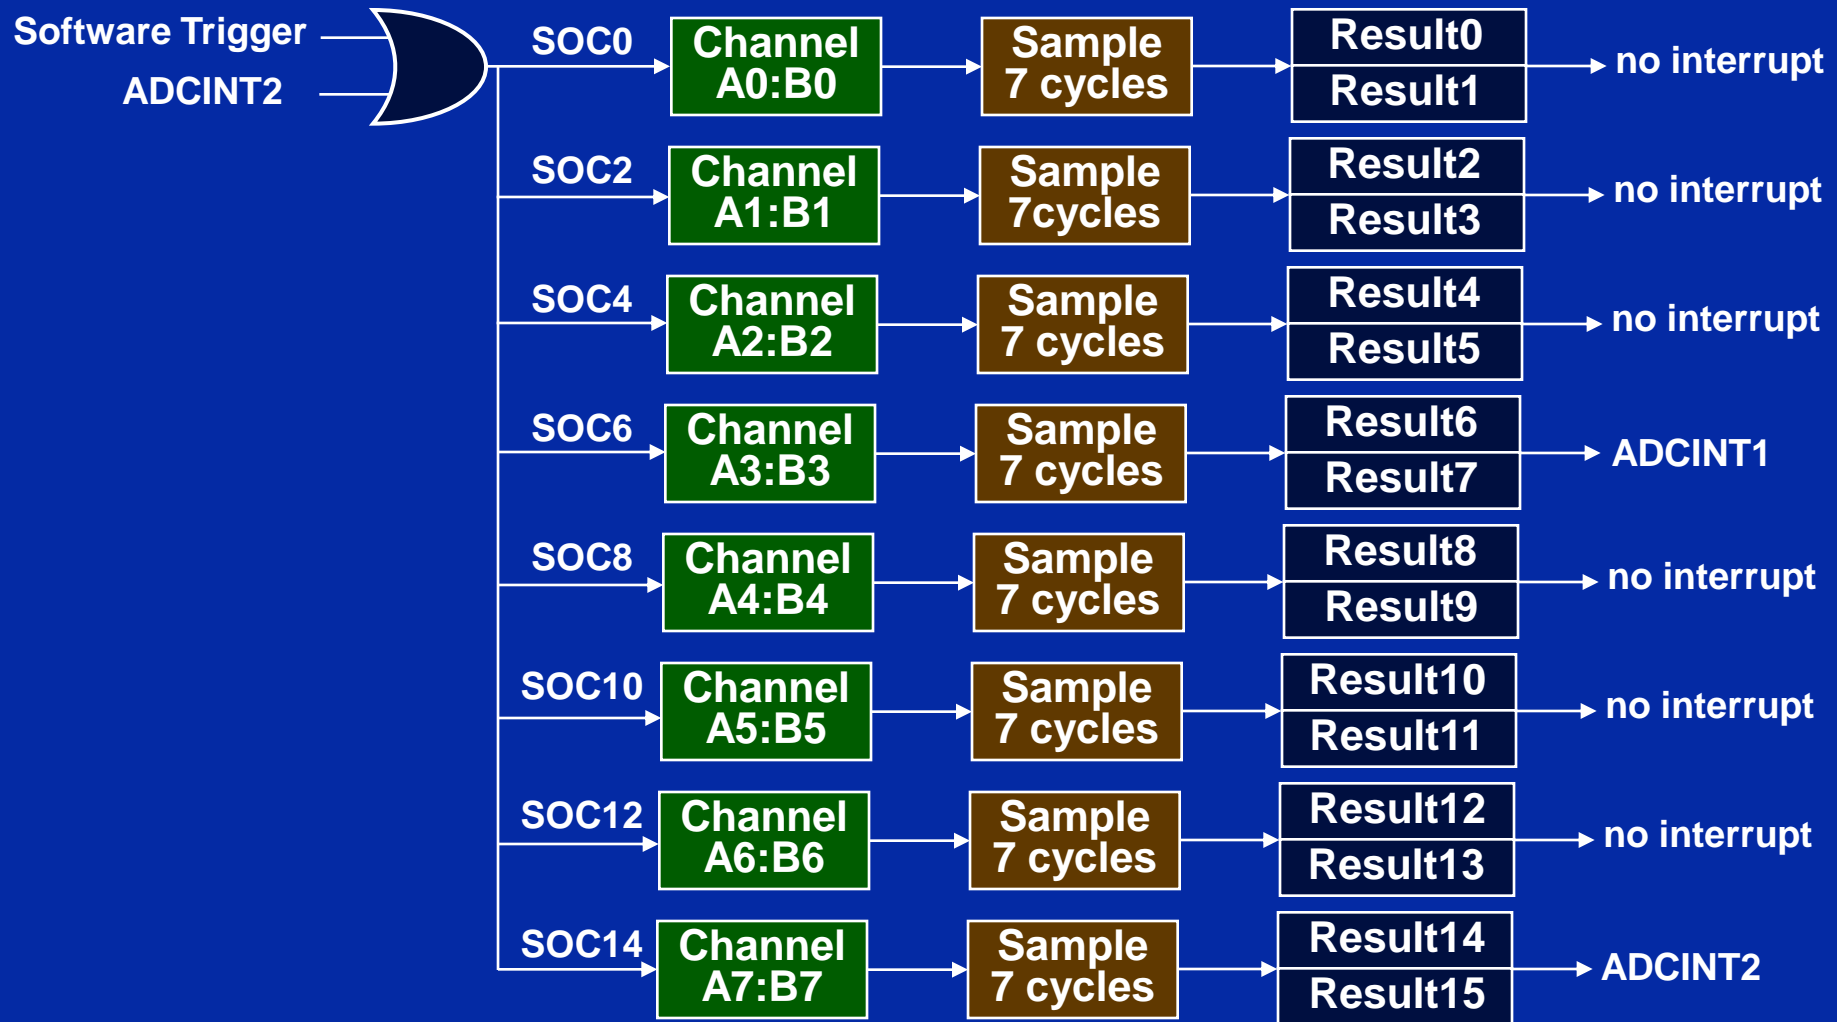 Software Trigger
ADCINT2
SOC0
Channel
A0:B0
Sample
7 cycles
Result0
Result1
no interrupt
SOC2
Channel
A1:B1
Sample
7cycles
Result2
Result3
no interrupt
SOC4
Channel
A2:B2
Sample
7 cycles
Result4
Result5
no interrupt
SOC6
Channel
A3:B3
Sample
7 cycles
Result6
Result7
ADCINT1
SOC8
Channel
A4:B4
Sample
7 cycles
Result8
Result9
no interrupt
SOC10
Channel
A5:B5
Sample
7 cycles
Result10
Result11
no interrupt
SOC12
Channel
A6:B6
Sample
7 cycles
Result12
Result13
no interrupt
SOC14
Channel
A7:B7
Sample
7 cycles
Result14
Result15
ADCINT2